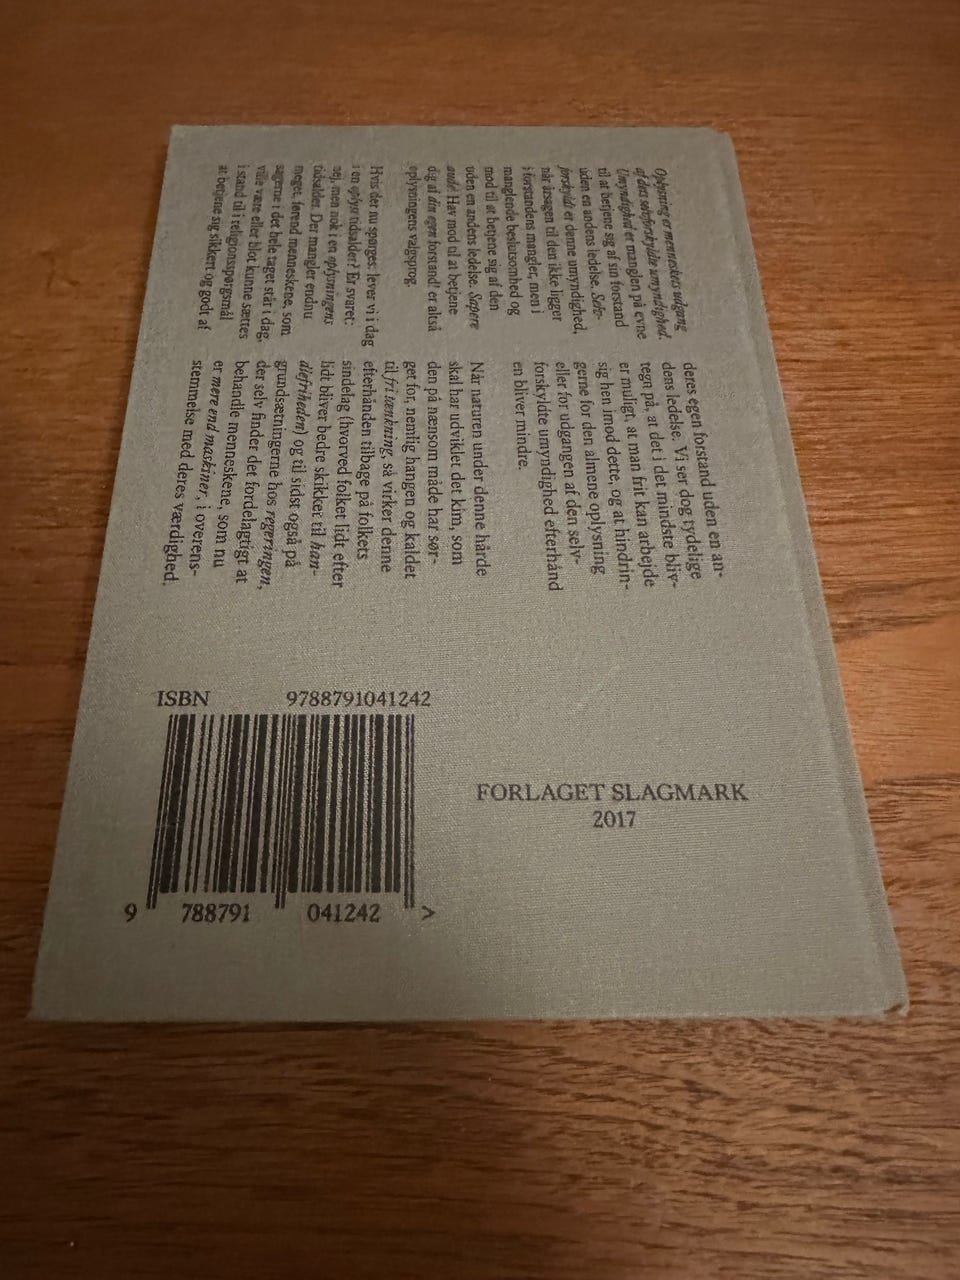 Oplysning er menneskets udgang
af dets selvforskyldte umyndighed.
Umyndighed er manglen på evne
til at betjene sig af sin forstand
uden en andens ledelse. Selv-
forskyldt er denne umyndighed,
når årsagen til den ikke ligger
i forstandens mangler, men i
manglende beslutsomhed og
mod til at betjene sig af den
uden en andens ledelse. Sapere
aude! Hav mod til at betjene
dig af din egen forstand! er altså
oplysningens valgsprog.
Hvis der nu spørges: lever vi i dag
i en oplyst tidsalder? Er svaret:
nej, men nok i en oplysningens
tidsalder. Der mangler endnu
meget, førend menneskene, som
sagerne i det hele taget står i dag,
ville være eller blot kunne sættes
i stand til i religionsspørgsmål
at betjene sig sikkert og godt af
deres egen forstand uden en an-
dens ledelse. Vi ser dog tydelige
tegn på, at det i det mindste bliv-
er muligt, at man frit kan arbejde
sig hen imod dette, og at hindrin-
gerne for den almene oplysning
eller for udgangen af den selv-
forskyldte umyndighed efterhånd
en bliver mindre.
Når naturen under denne hårde
skal har udviklet det kim, som
den på nænsom måde har sør-
get for, nemlig hangen og kaldet
til fri tænkning, så virker denne
efterhånden tilbage på folkets
sindelag (hvorved folket lidt efter
lidt bliver bedre skikket til han-
dlefriheden) og til sidst også på
grundsætningerne hos regeringen,
der selv finder det fordelagtigt at
behandle menneskene, som nu
er mere end maskiner, i overens-
stemmelse med deres værdighed.
ISBN 9788791041242
9 788791 041242 >
FORLAGET SLAGMARK
2017